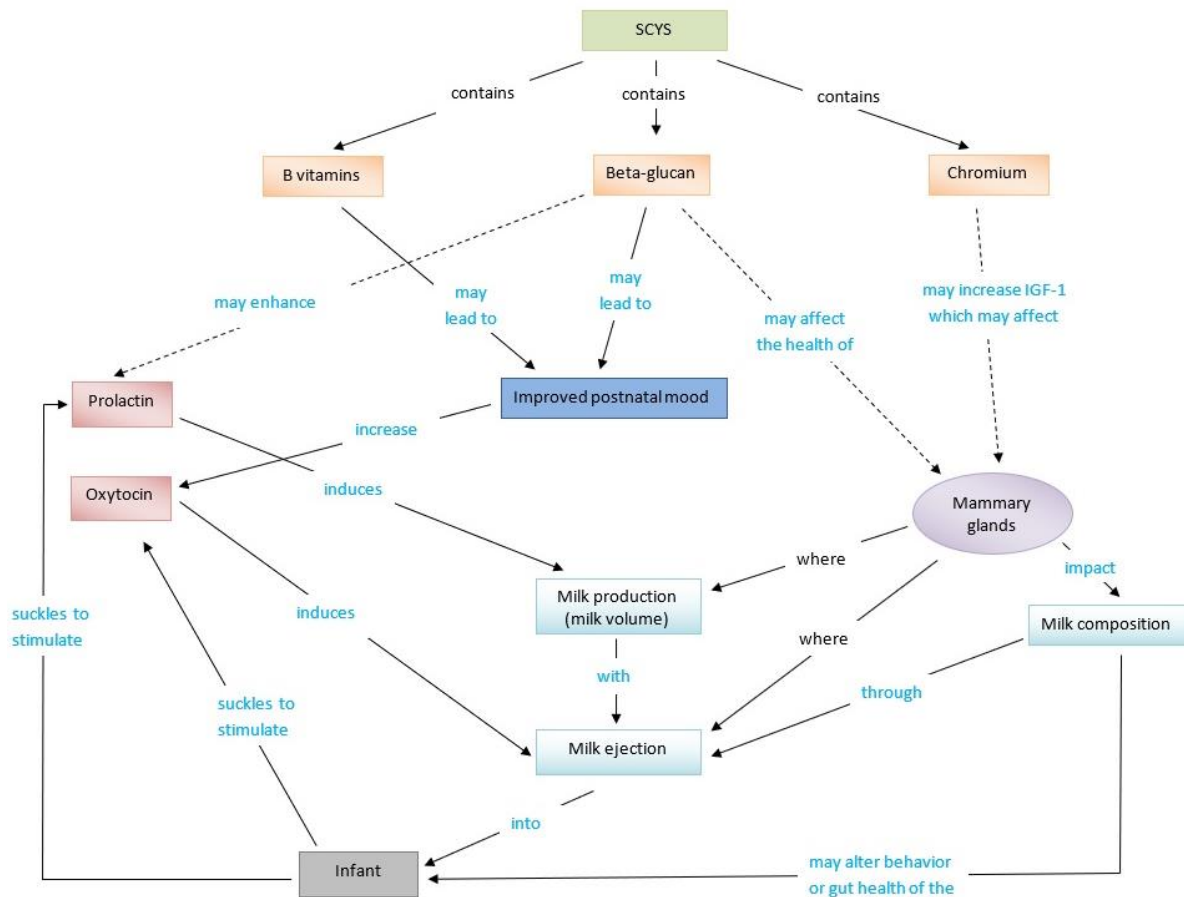 SCYS
contains
contains
contains
B vitamins
Beta-glucan
Chromium
may enhance
may
lead to
may
lead to
may affect
the health of
may increase IGF-1
which may affect
Prolactin
Improved postnatal mood
increase
Oxytocin
induces
Mammary
glands
where
impact
Milk production
(milk volume)
Milk composition
suckles to
stimulate
induces
where
with
through
suckles to
stimulate
Milk ejection
into
Infant
may alter behavior
or gut health of the